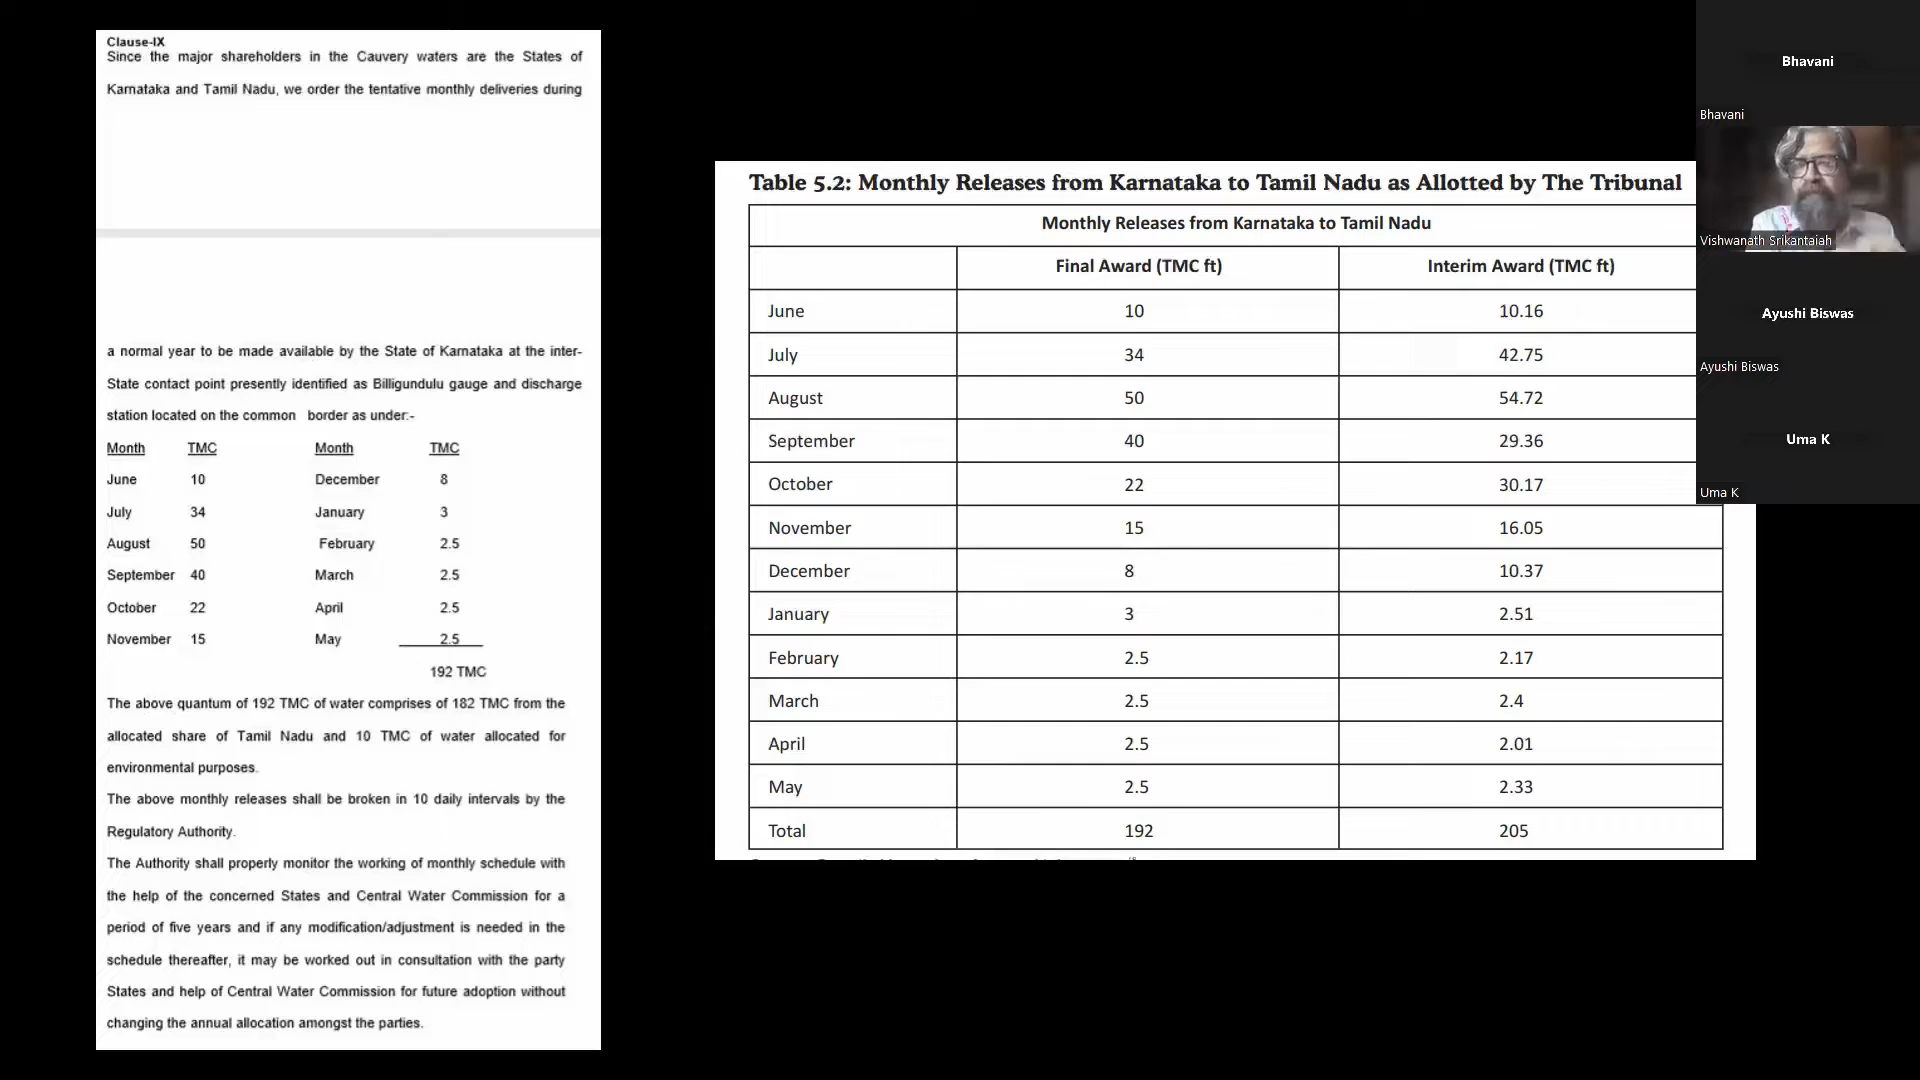 Clause-IX
Since the major shareholders in the Cauvery waters are the States of
Karnataka and Tamil Nadu, we order the tentative monthly deliveries during
a normal year to be made available by the State of Karnataka at the inter-
State contact point presently identified as Billigundulu gauge and discharge
station located on the common border as under:-
Month TMC Month TMC
June 10 December 8
July 34 January 3
August 50 February 2.5
September 40 March 2.5
October 22 April 2.5
November 15 May 2.5
192 TMC
The above quantum of 192 TMC of water comprises of 182 TMC from the
allocated share of Tamil Nadu and 10 TMC of water allocated for
environmental purposes.
The above monthly releases shall be broken in 10 daily intervals by the
Regulatory Authority.
The Authority shall properly monitor the working of monthly schedule with
the help of the concerned States and Central Water Commission for a
period of five years and if any modification/adjustment is needed in the
schedule thereafter, it may be worked out in consultation with the party
States and help of Central Water Commission for future adoption without
changing the annual allocation amongst the parties.
Table 5.2: Monthly Releases from Karnataka to Tamil Nadu as Allotted by The Tribunal
Monthly Releases from Karnataka to Tamil Nadu
Final Award (TMC ft) Interim Award (TMC ft)
June 10 10.16
July 34 42.75
August 50 54.72
September 40 29.36
October 22 30.17
November 15 16.05
December 8 10.37
January 3 2.51
February 2.5 2.17
March 2.5 2.4
April 2.5 2.01
May 2.5 2.33
Total 192 205
Bhavani
Bhavani
Vishwanath Srikantaiah
Ayushi Biswas
Ayushi Biswas
Uma K
Uma K